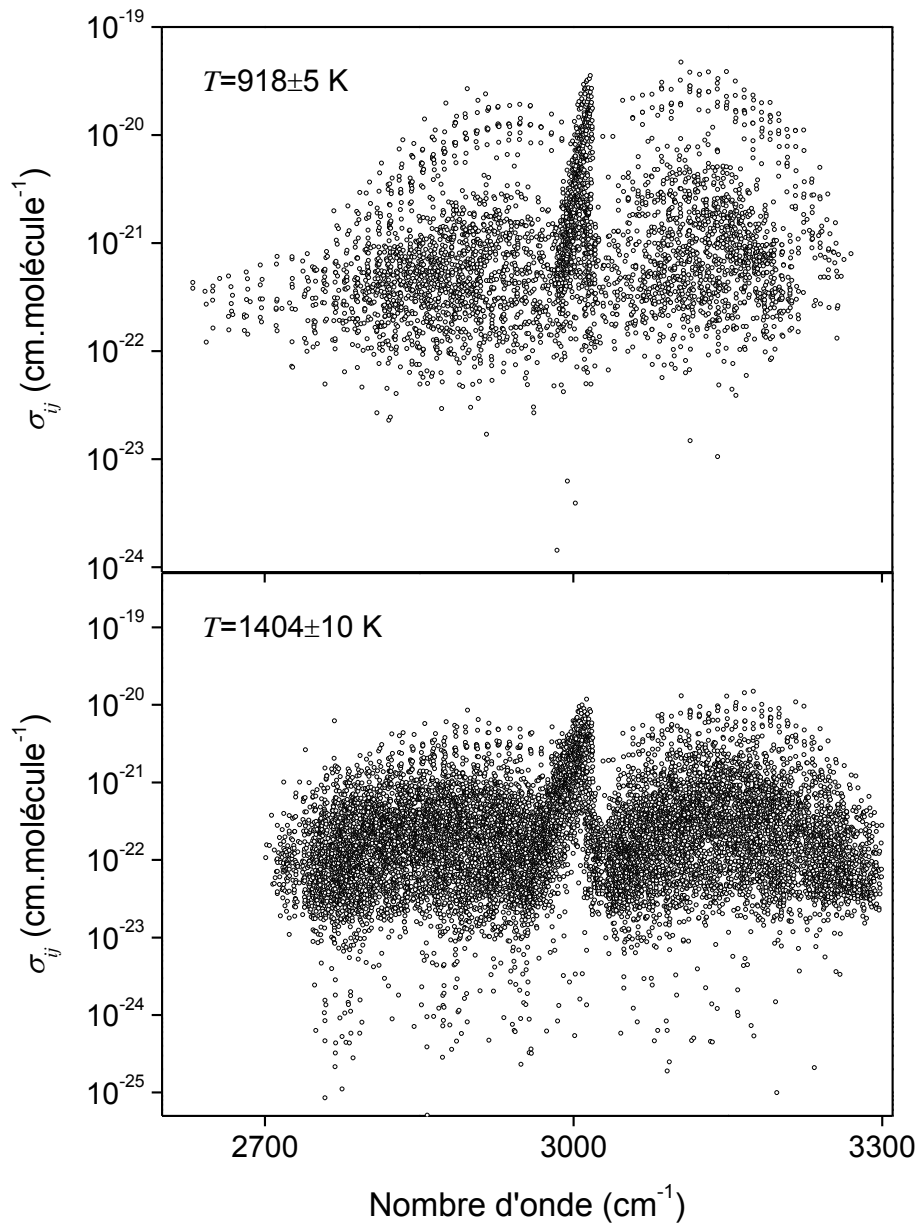 10⁻¹⁹
T=918±5 K
10⁻²⁰
10⁻²¹
10⁻²²
10⁻²³
10⁻²⁴
σij (cm.molécule⁻¹)
T=1404±10 K
10⁻¹⁹
10⁻²⁰
10⁻²¹
10⁻²²
10⁻²³
10⁻²⁴
10⁻²⁵
σij (cm.molécule⁻¹)
2700 3000 3300
Nombre d'onde (cm⁻¹)